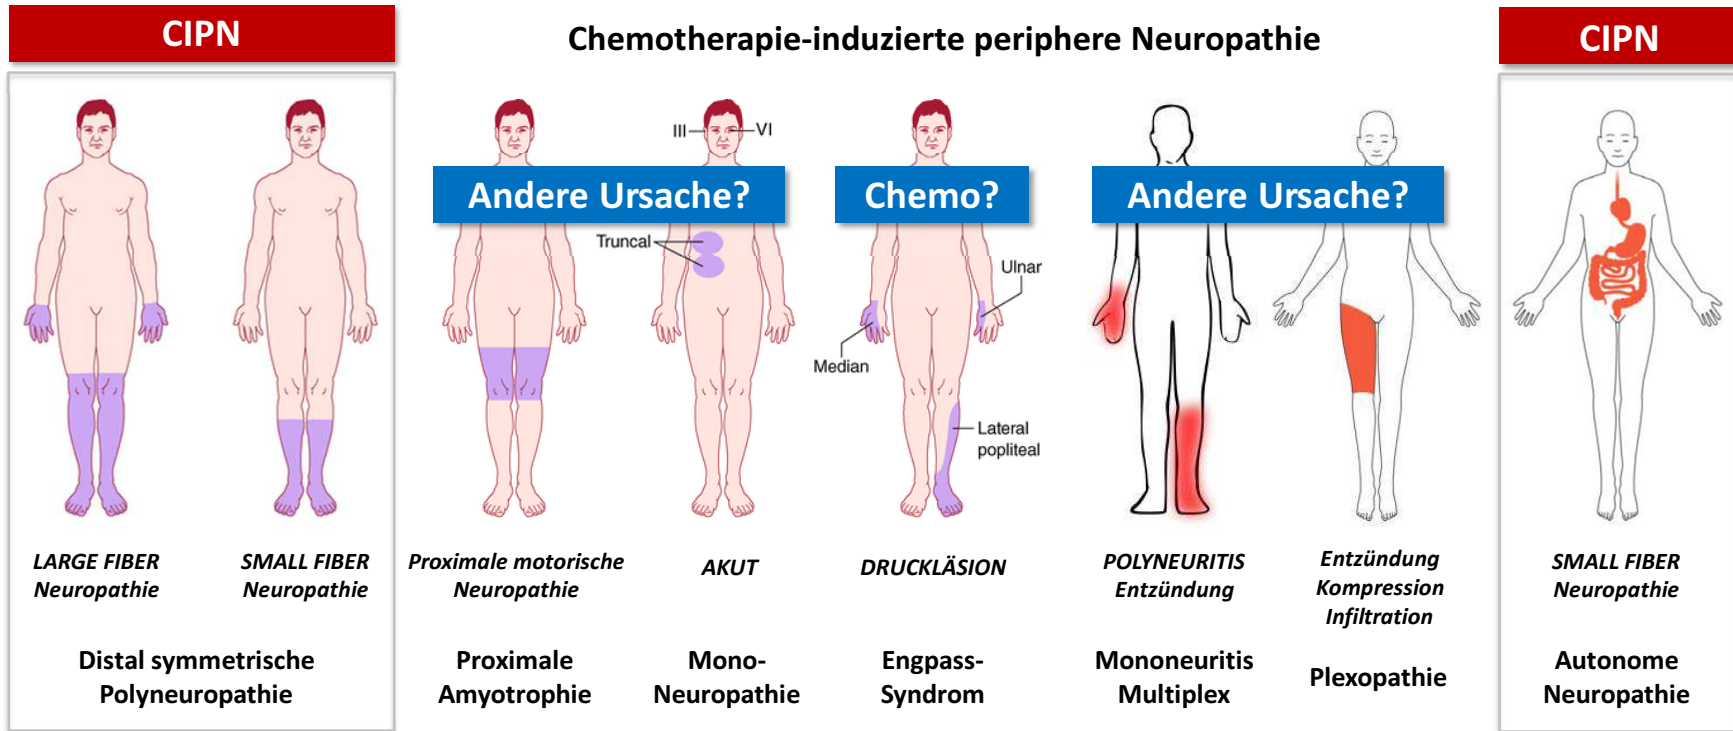 CIPN
Chemotherapie-induzierte periphere Neuropathie
CIPN
III
VI
Andere Ursache?
Chemo?
Andere Ursache?
Truncal
Ulnar
Median
Lateral
popliteal
LARGE FIBER
Neuropathie
SMALL FIBER
Neuropathie
Proximale motorische
Neuropathie
AKUT
DRUCKLÄSION
POLYNEURITIS
Entzündung
Entzündung
Kompression
Infiltration
SMALL FIBER
Neuropathie
Distal symmetrische
Polyneuropathie
Proximale
Amyotrophie
Mono-
Neuropathie
Engpass-
Syndrom
Mononeuritis
Multiplex
Plexopathie
Autonome
Neuropathie